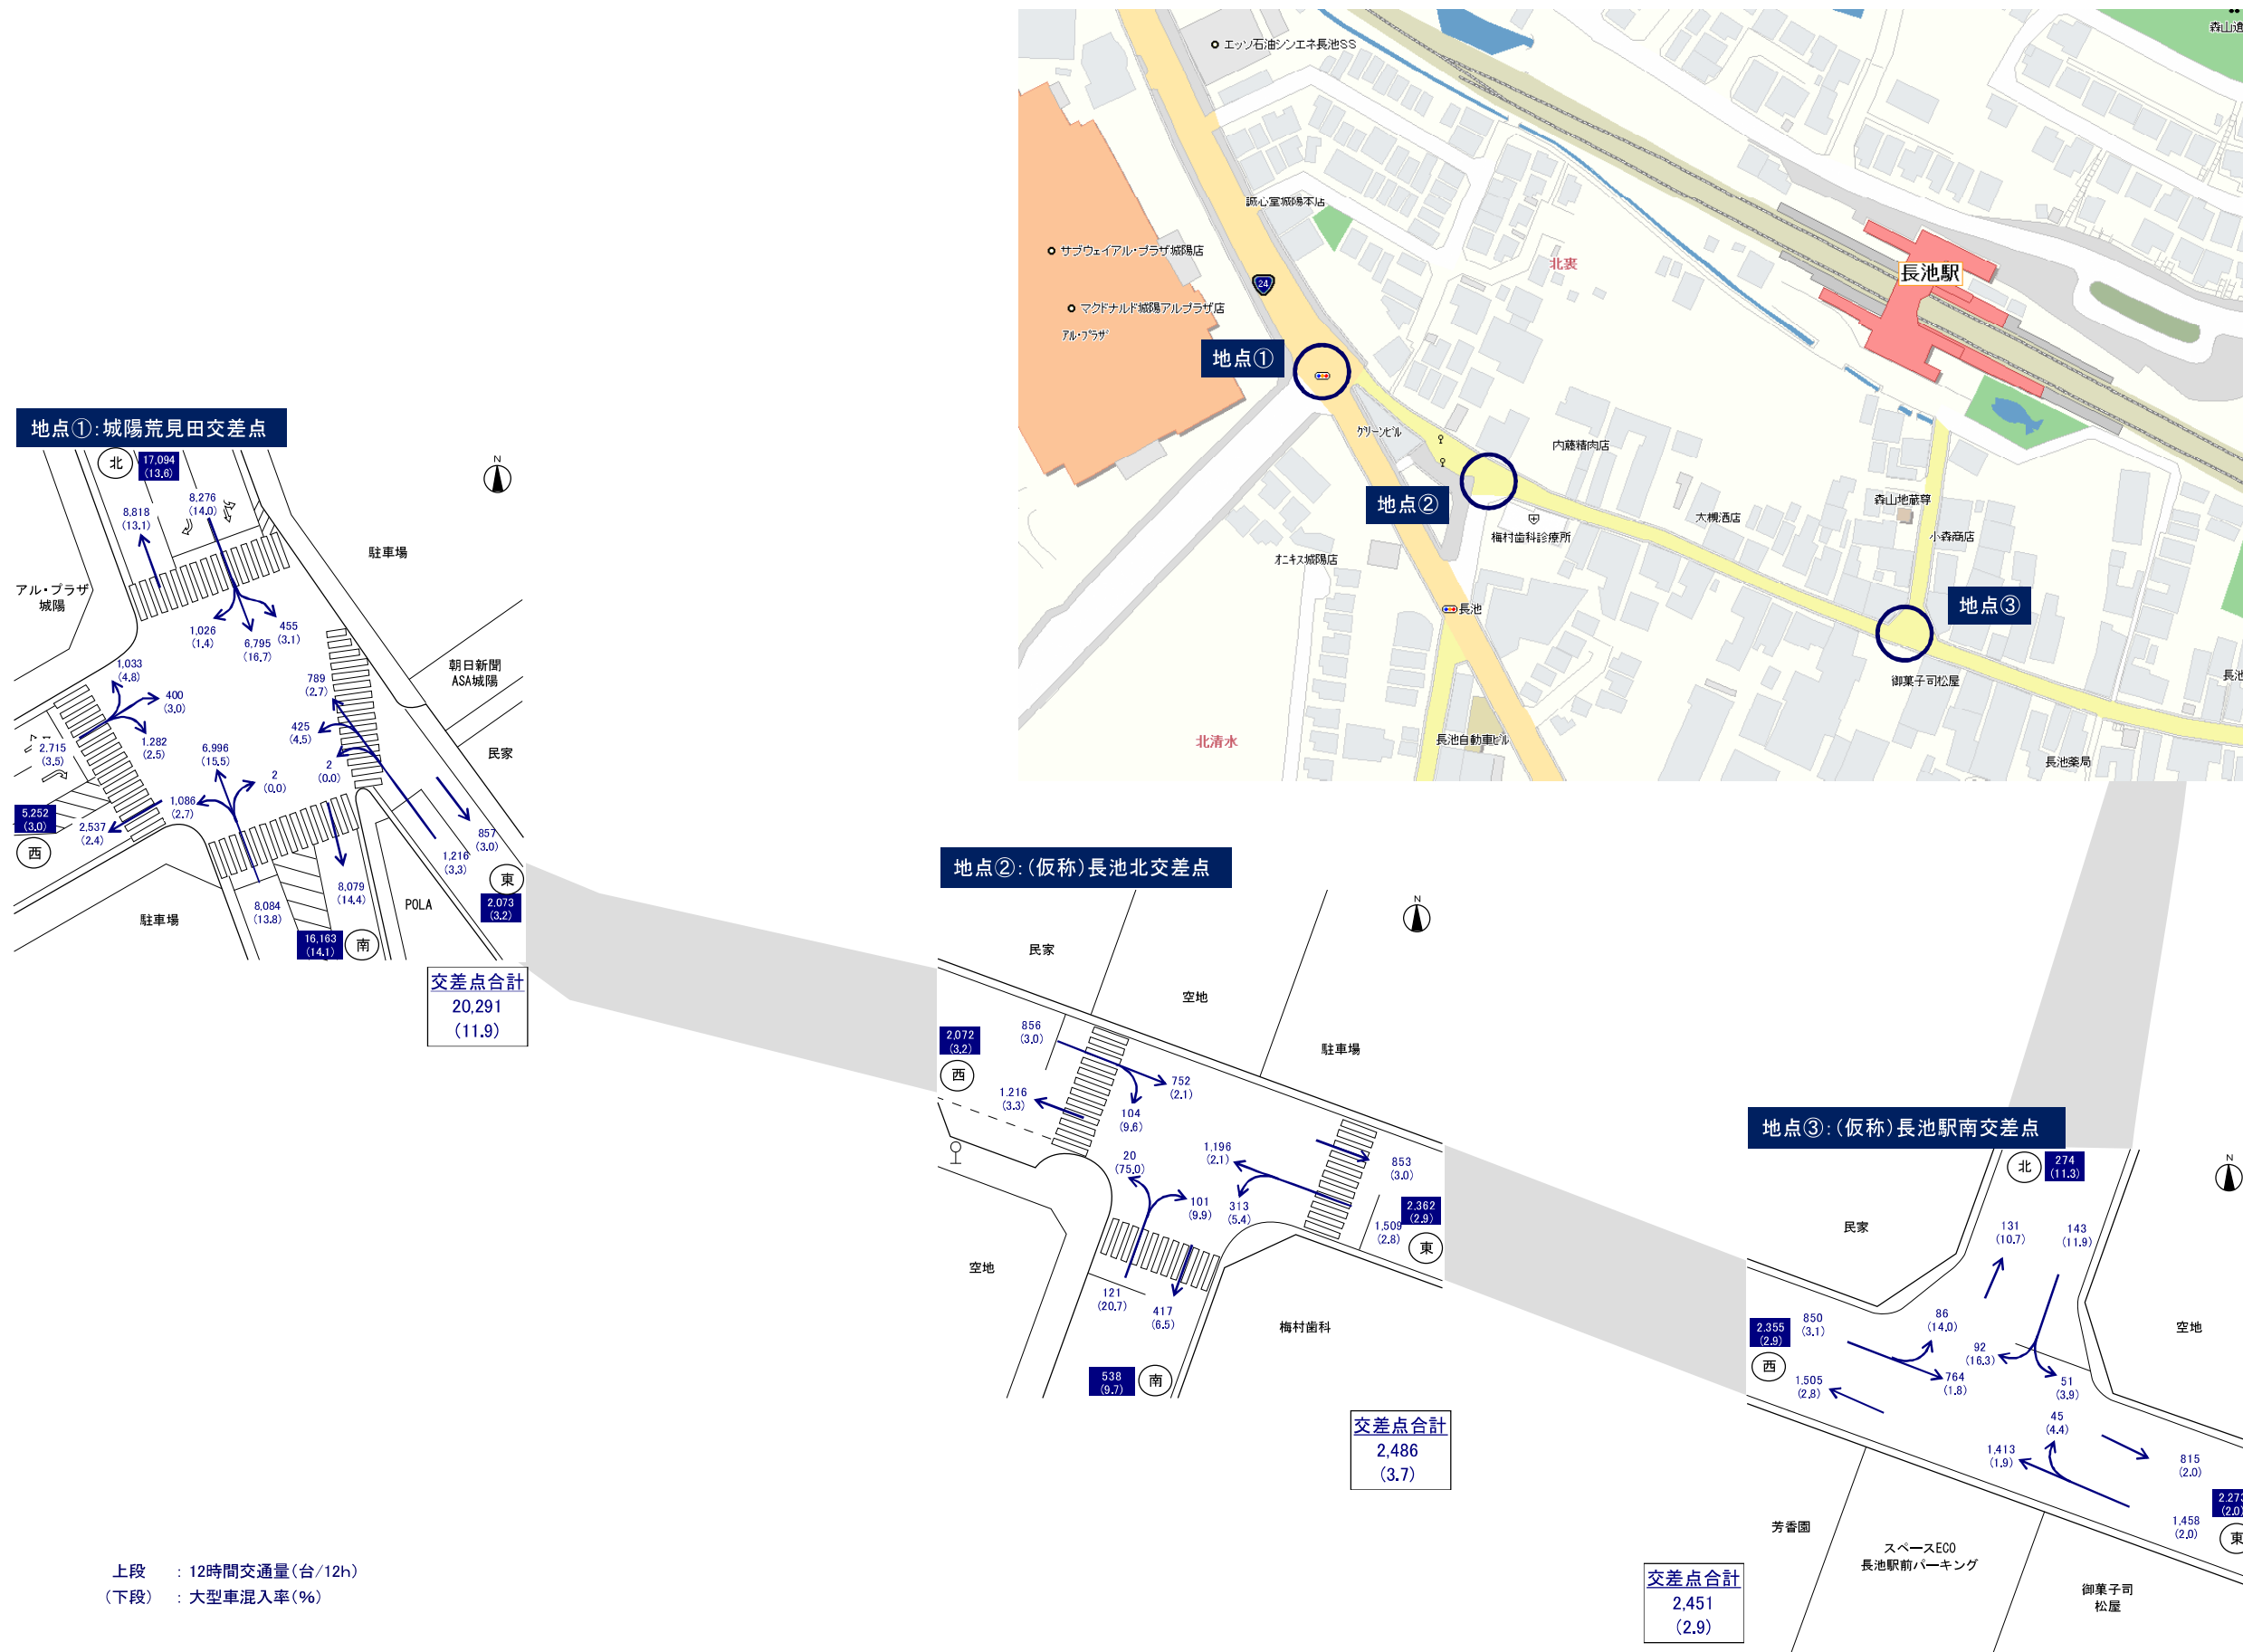 エッソ石油シンエネ長池SS
誠心堂城陽本店
サブウェイアル・プラザ城陽店
24
北裏
マクドナルド城陽アルプラザ店
アル・プラザ
長池駅
地点①
クリーンビル
内藤精肉店
地点②
梅村歯科診療所
大槻酒店
森山地蔵尊
小森商店
オニキス城陽店
長池
地点③
御菓子司松屋
北清水
長池自動車ビル
長池薬局
地点①:城陽荒見田交差点
北
17,094
(13.6)
N
8,818
(13.1)
8,276
(14.0)
駐車場
アル・プラザ
城陽
1,026
(1.4)
6,795
(16.7)
455
(3.1)
朝日新聞
ASA城陽
1,033
(4.8)
400
(3.0)
1,282
(2.5)
789
(2.7)
425
(4.5)
2
(0.0)
民家
2,715
(3.5)
6,996
(15.5)
2
(0.0)
1,086
(2.7)
5,252
(3.0)
西
2,537
(2.4)
857
(3.0)
1,216
(3.3)
東
2,073
(3.2)
8,084
(13.8)
8,079
(14.4)
POLA
駐車場
16,163
(14.1)
南
交差点合計
20,291
(11.9)
地点②:(仮称)長池北交差点
N
民家
空地
駐車場
2,072
(3.2)
西
856
(3.0)
752
(2.1)
104
(9.6)
1,216
(3.3)
20
(75.0)
101
(9.9)
1,196
(2.1)
313
(5.4)
853
(3.0)
2,362
(2.9)
1,509
(2.8)
東
空地
121
(20.7)
417
(6.5)
梅村歯科
538
(9.7)
南
交差点合計
2,486
(3.7)
地点③:(仮称)長池駅南交差点
北
274
(11.3)
N
民家
131
(10.7)
143
(11.9)
空地
2,355
(2.9)
西
850
(3.1)
86
(14.0)
92
(16.3)
764
(1.8)
51
(3.9)
1,505
(2.8)
45
(4.4)
1,413
(1.9)
815
(2.0)
2,273
(2.0)
東
1,458
(2.0)
芳香園
スペースECO
長池駅前パーキング
御菓子司
松屋
交差点合計
2,451
(2.9)
上段 :12時間交通量(台/12h)
(下段) :大型車混入率(%)